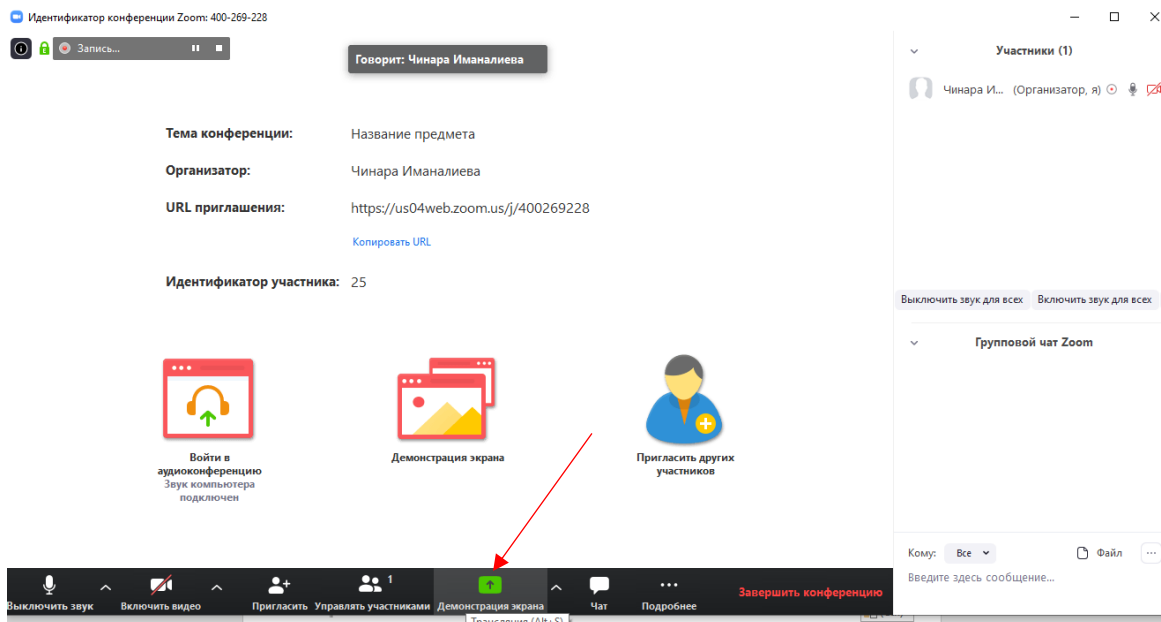 Идентификатор конференции Zoom: 400-269-228
Запись...
Говорит: Чинара Иманалиева
Участники (1)
Чинара И... (Организатор, я)
Тема конференции: Название предмета
Организатор: Чинара Иманалиева
URL приглашения: https://us04web.zoom.us/j/400269228
Копировать URL
Идентификатор участника: 25
Выключить звук для всех Включить звук для всех
Групповой чат Zoom
Войти в
аудиоконференцию
Звук компьютера
подключен
Демонстрация экрана
Пригласить других
участников
Кому: Все Файл
Введите здесь сообщение...
1
Выключить звук Включить видео Пригласить Управлять участниками Демонстрация экрана Чат Подробнее Завершить конференцию
Трансляция (Alt+S)